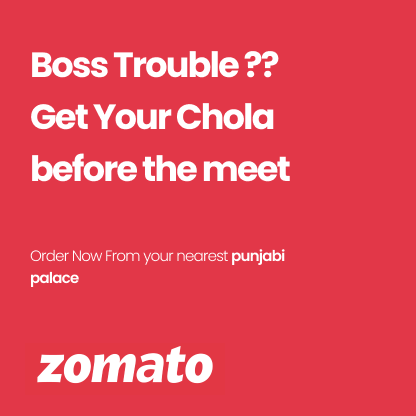 Boss Trouble ??
Get Your Chola
before the meet
Order Now From your nearest punjabi
palace
zomato